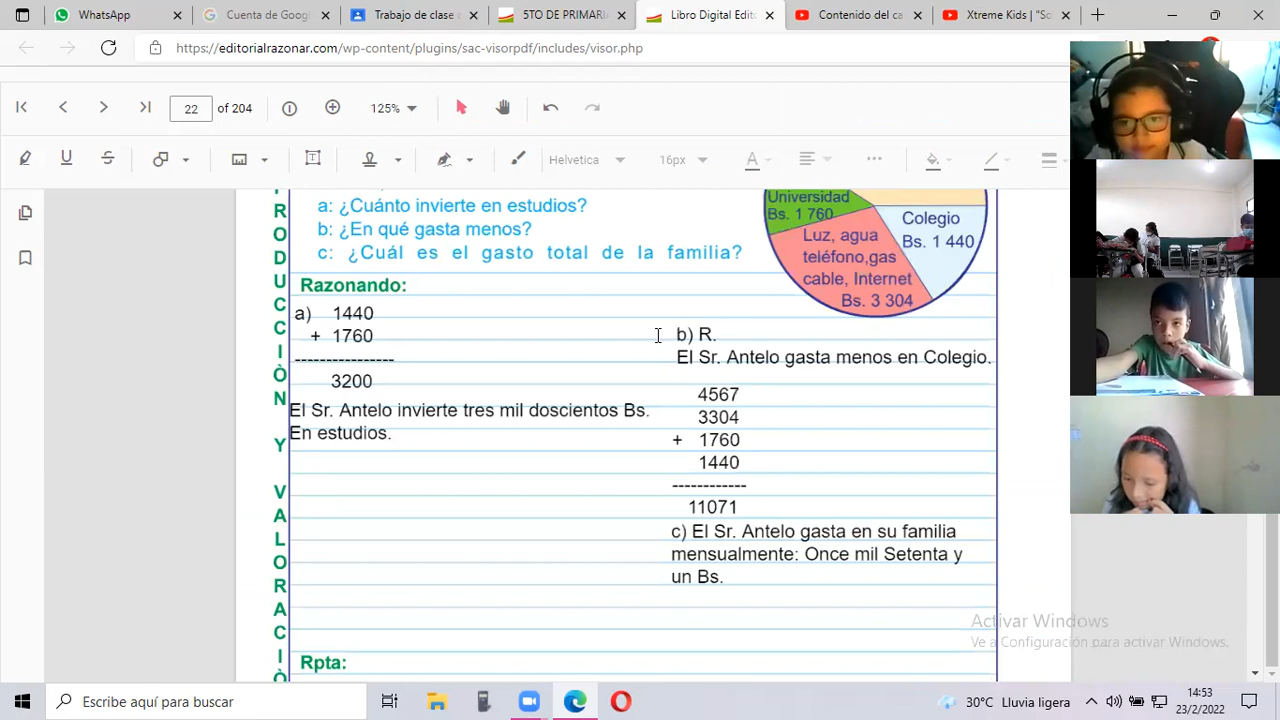 WhatsApp
Cuenta de Googl
Trabajo de clase c
5TO DE PRIMARIA
Libro Digital
Contenido de ca
Xtreme Kids | "So
https://editorialrazonar.com/wp-content/plugins/sac-visorpdf/includes/visor.php
22 of 204
125%
Helvetica
16px
a: ¿Cuánto invierte en estudios?
b: ¿En qué gasta menos?
c: ¿Cuál es el gasto total de la familia?
Universidad
Bs. 1 760
Colegio
Bs. 1 440
Luz, agua
teléfono,gas
cable, Internet
Bs. 3 304
RODUCCIÒN Y VALORACIÒ
Razonando:
a) 1440
+ 1760
----------------
3200
El Sr. Antelo invierte tres mil doscientos Bs.
En estudios.
b) R.
El Sr. Antelo gasta menos en Colegio.
4567
3304
+ 1760
1440
------------
11071
c) El Sr. Antelo gasta en su familia
mensualmente: Once mil Setenta y
un Bs.
Rpta:
Activar Windows
Ve a Configuración para activar Windows.
Escribe aquí para buscar
30°C Lluvia ligera
14:53
23/2/2022